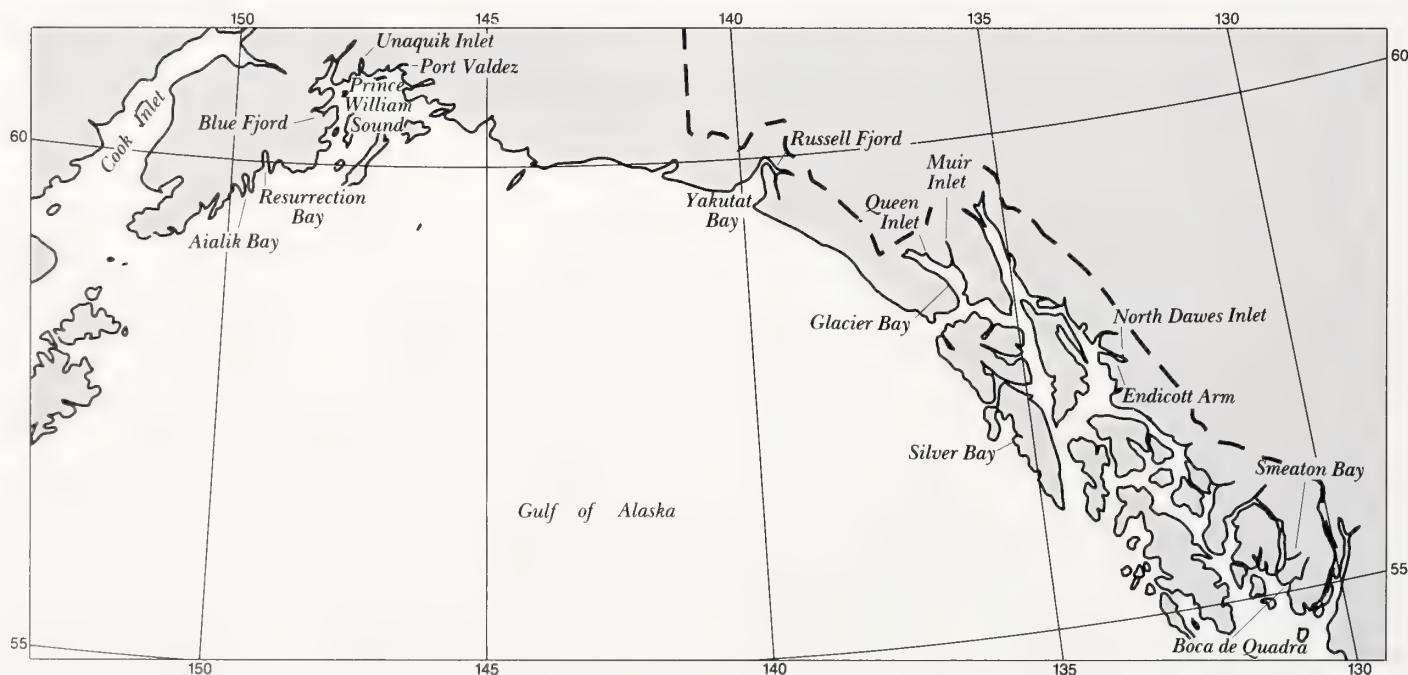 150
145
140
135
130
Unaquik Inlet
Port Valdez
Prince
William
Sound
Cook Inlet
Blue Fjord
60
60
Russell Fjord
Muir
Inlet
Resurrection
Bay
Yakutat
Bay
Queen
Inlet
Aialik Bay
Glacier Bay
North Dawes Inlet
Endicott Arm
Silver Bay
Smeaton Bay
Gulf of Alaska
55
55
Boca de Quadra
150
145
140
135
130